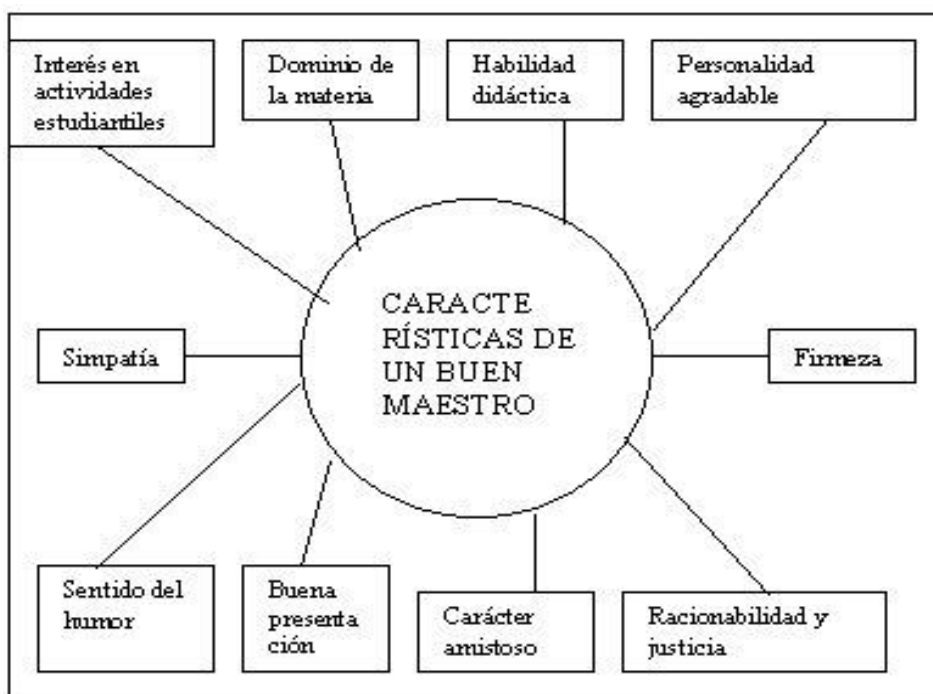 Interés en
actividades
estudiantiles
Dominio de
la materia
Habilidad
didáctica
Personalidad
agradable
CARACTE
RÍSTICAS DE
UN BUEN
MAESTRO
Simpatía
Firmeza
Sentido del
humor
Buena
presenta
ción
Carácter
amistoso
Racionabilidad y
justicia